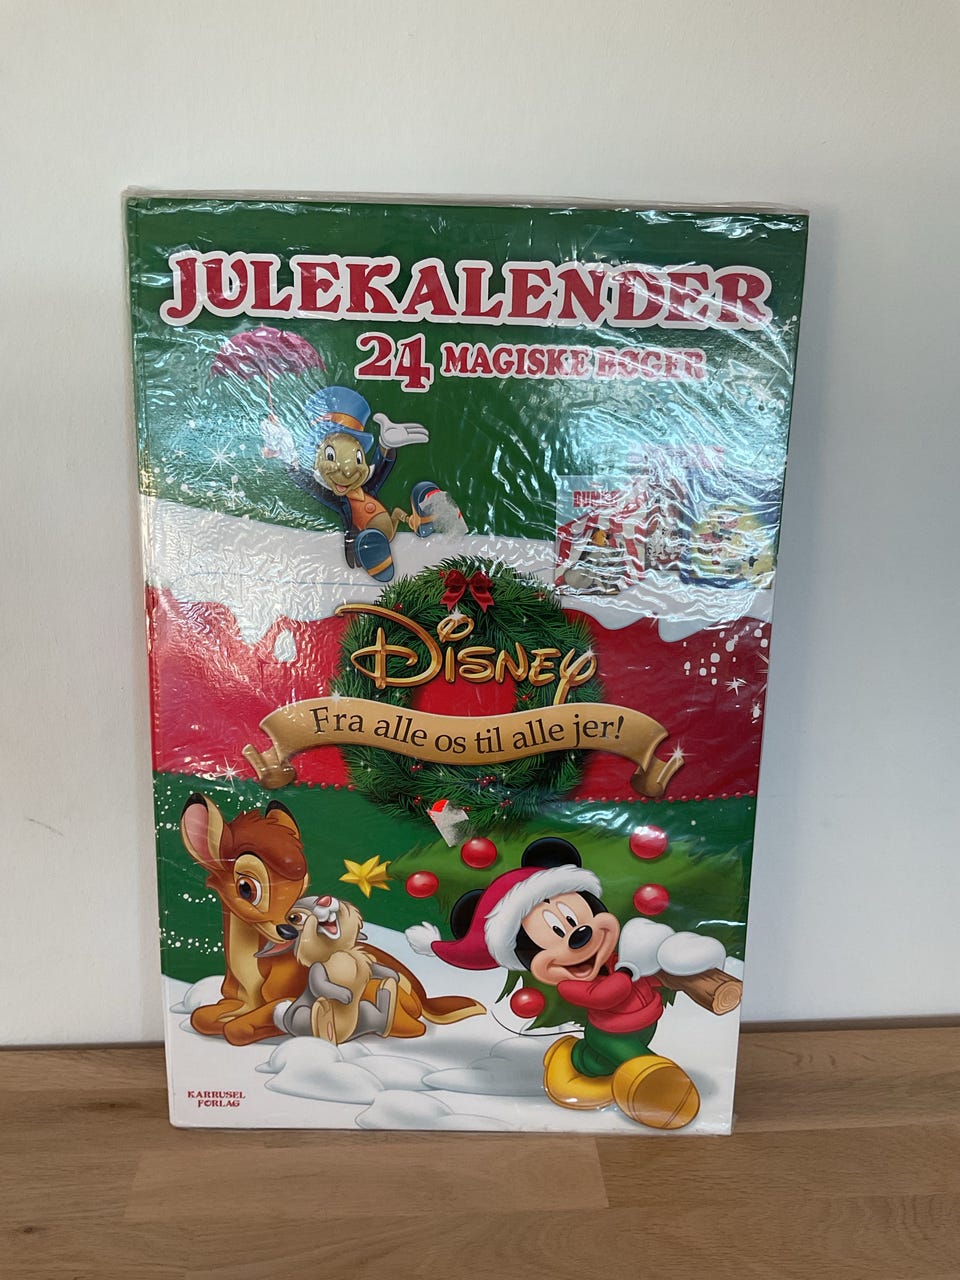 JULEKALENDER
24 MAGISKE BØGER
DISNEY
Fra alle os til alle jer!
KARRUSEL
FORLAG